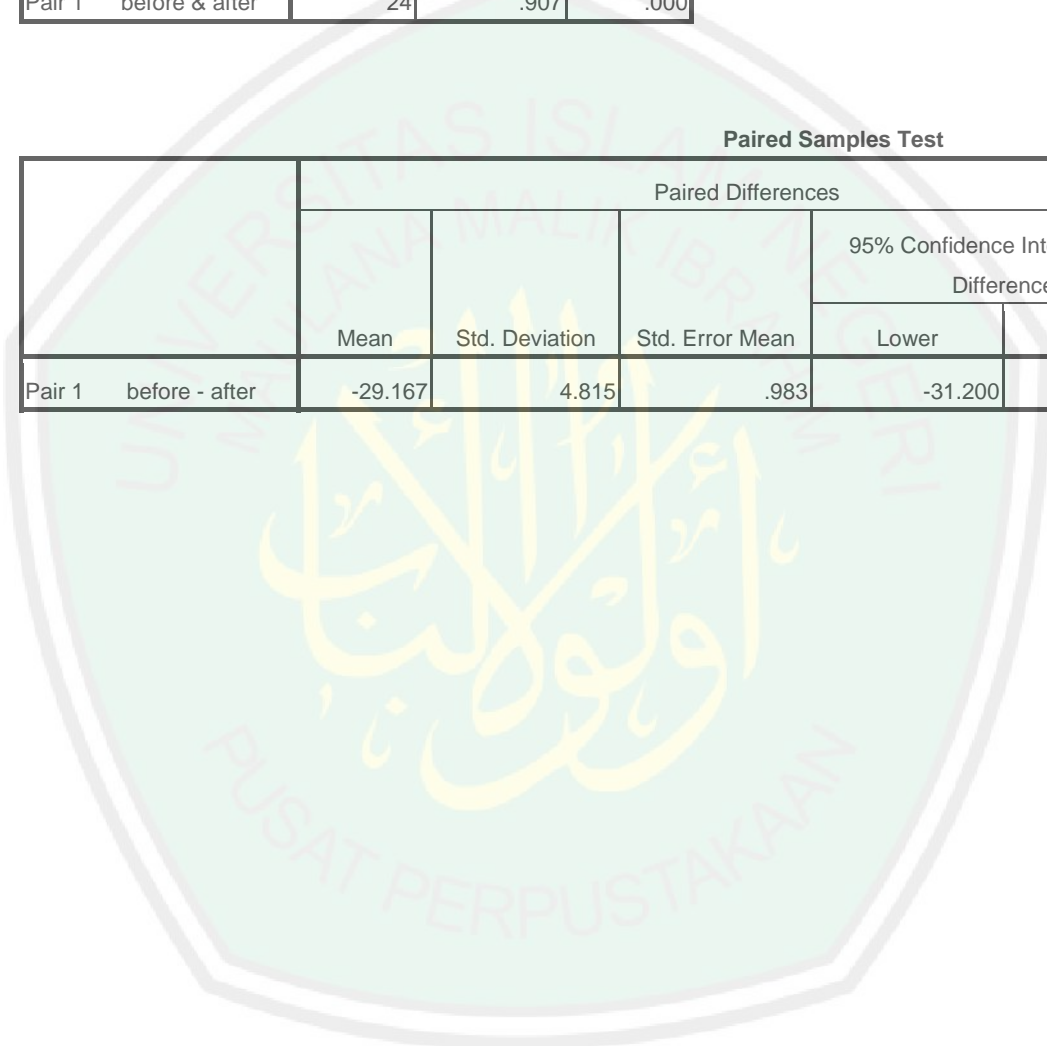 Pair 1 before & after 24 .907 .000
Paired Samples Test
Paired Differences
95% Confidence Int
Difference
Mean Std. Deviation Std. Error Mean Lower
Pair 1 before - after -29.167 4.815 .983 -31.200
UNIVERSITAS ISLAM NEGERI
MAULANA MALIK IBRAHIM
PUSAT PERPUSTAKAAN